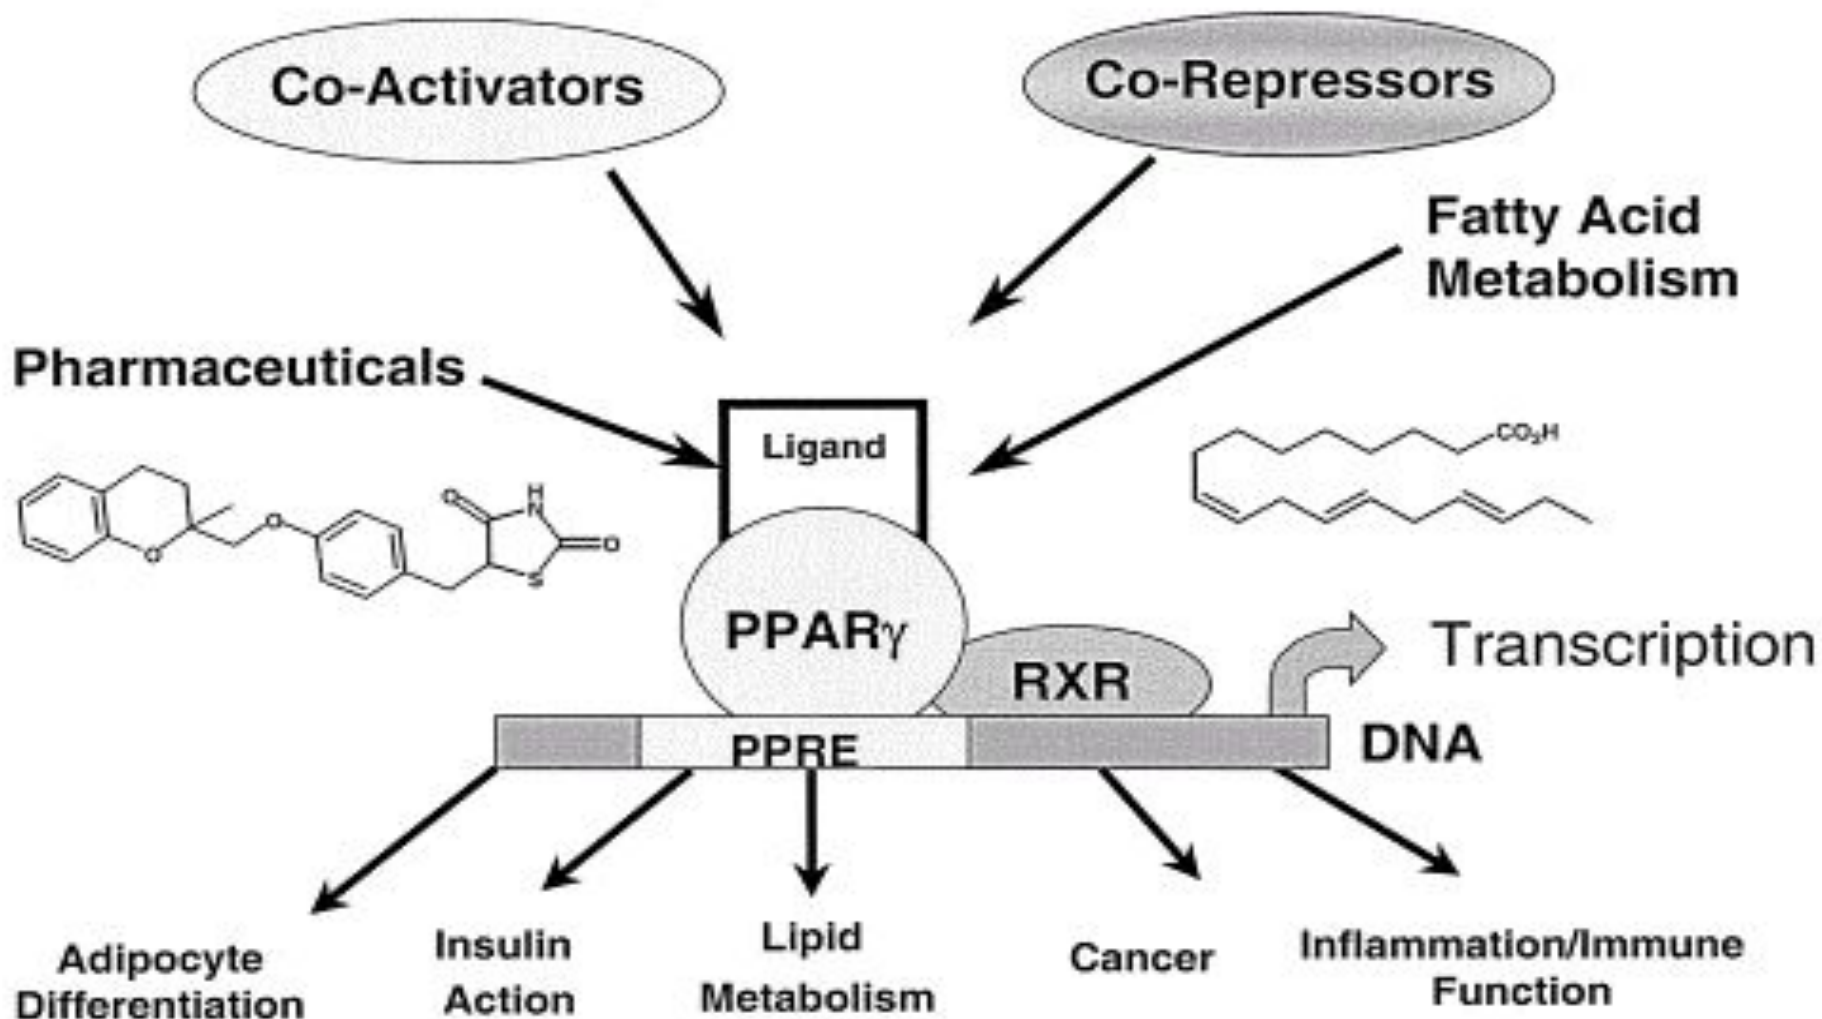 Co-Activators
Co-Repressors
Fatty Acid
Metabolism
Pharmaceuticals
Ligand
CO₂H
O
H
N
O
O
O
S
PPARγ
RXR
Transcription
PPRE
DNA
Adipocyte
Differentiation
Insulin
Action
Lipid
Metabolism
Cancer
Inflammation/Immune
Function